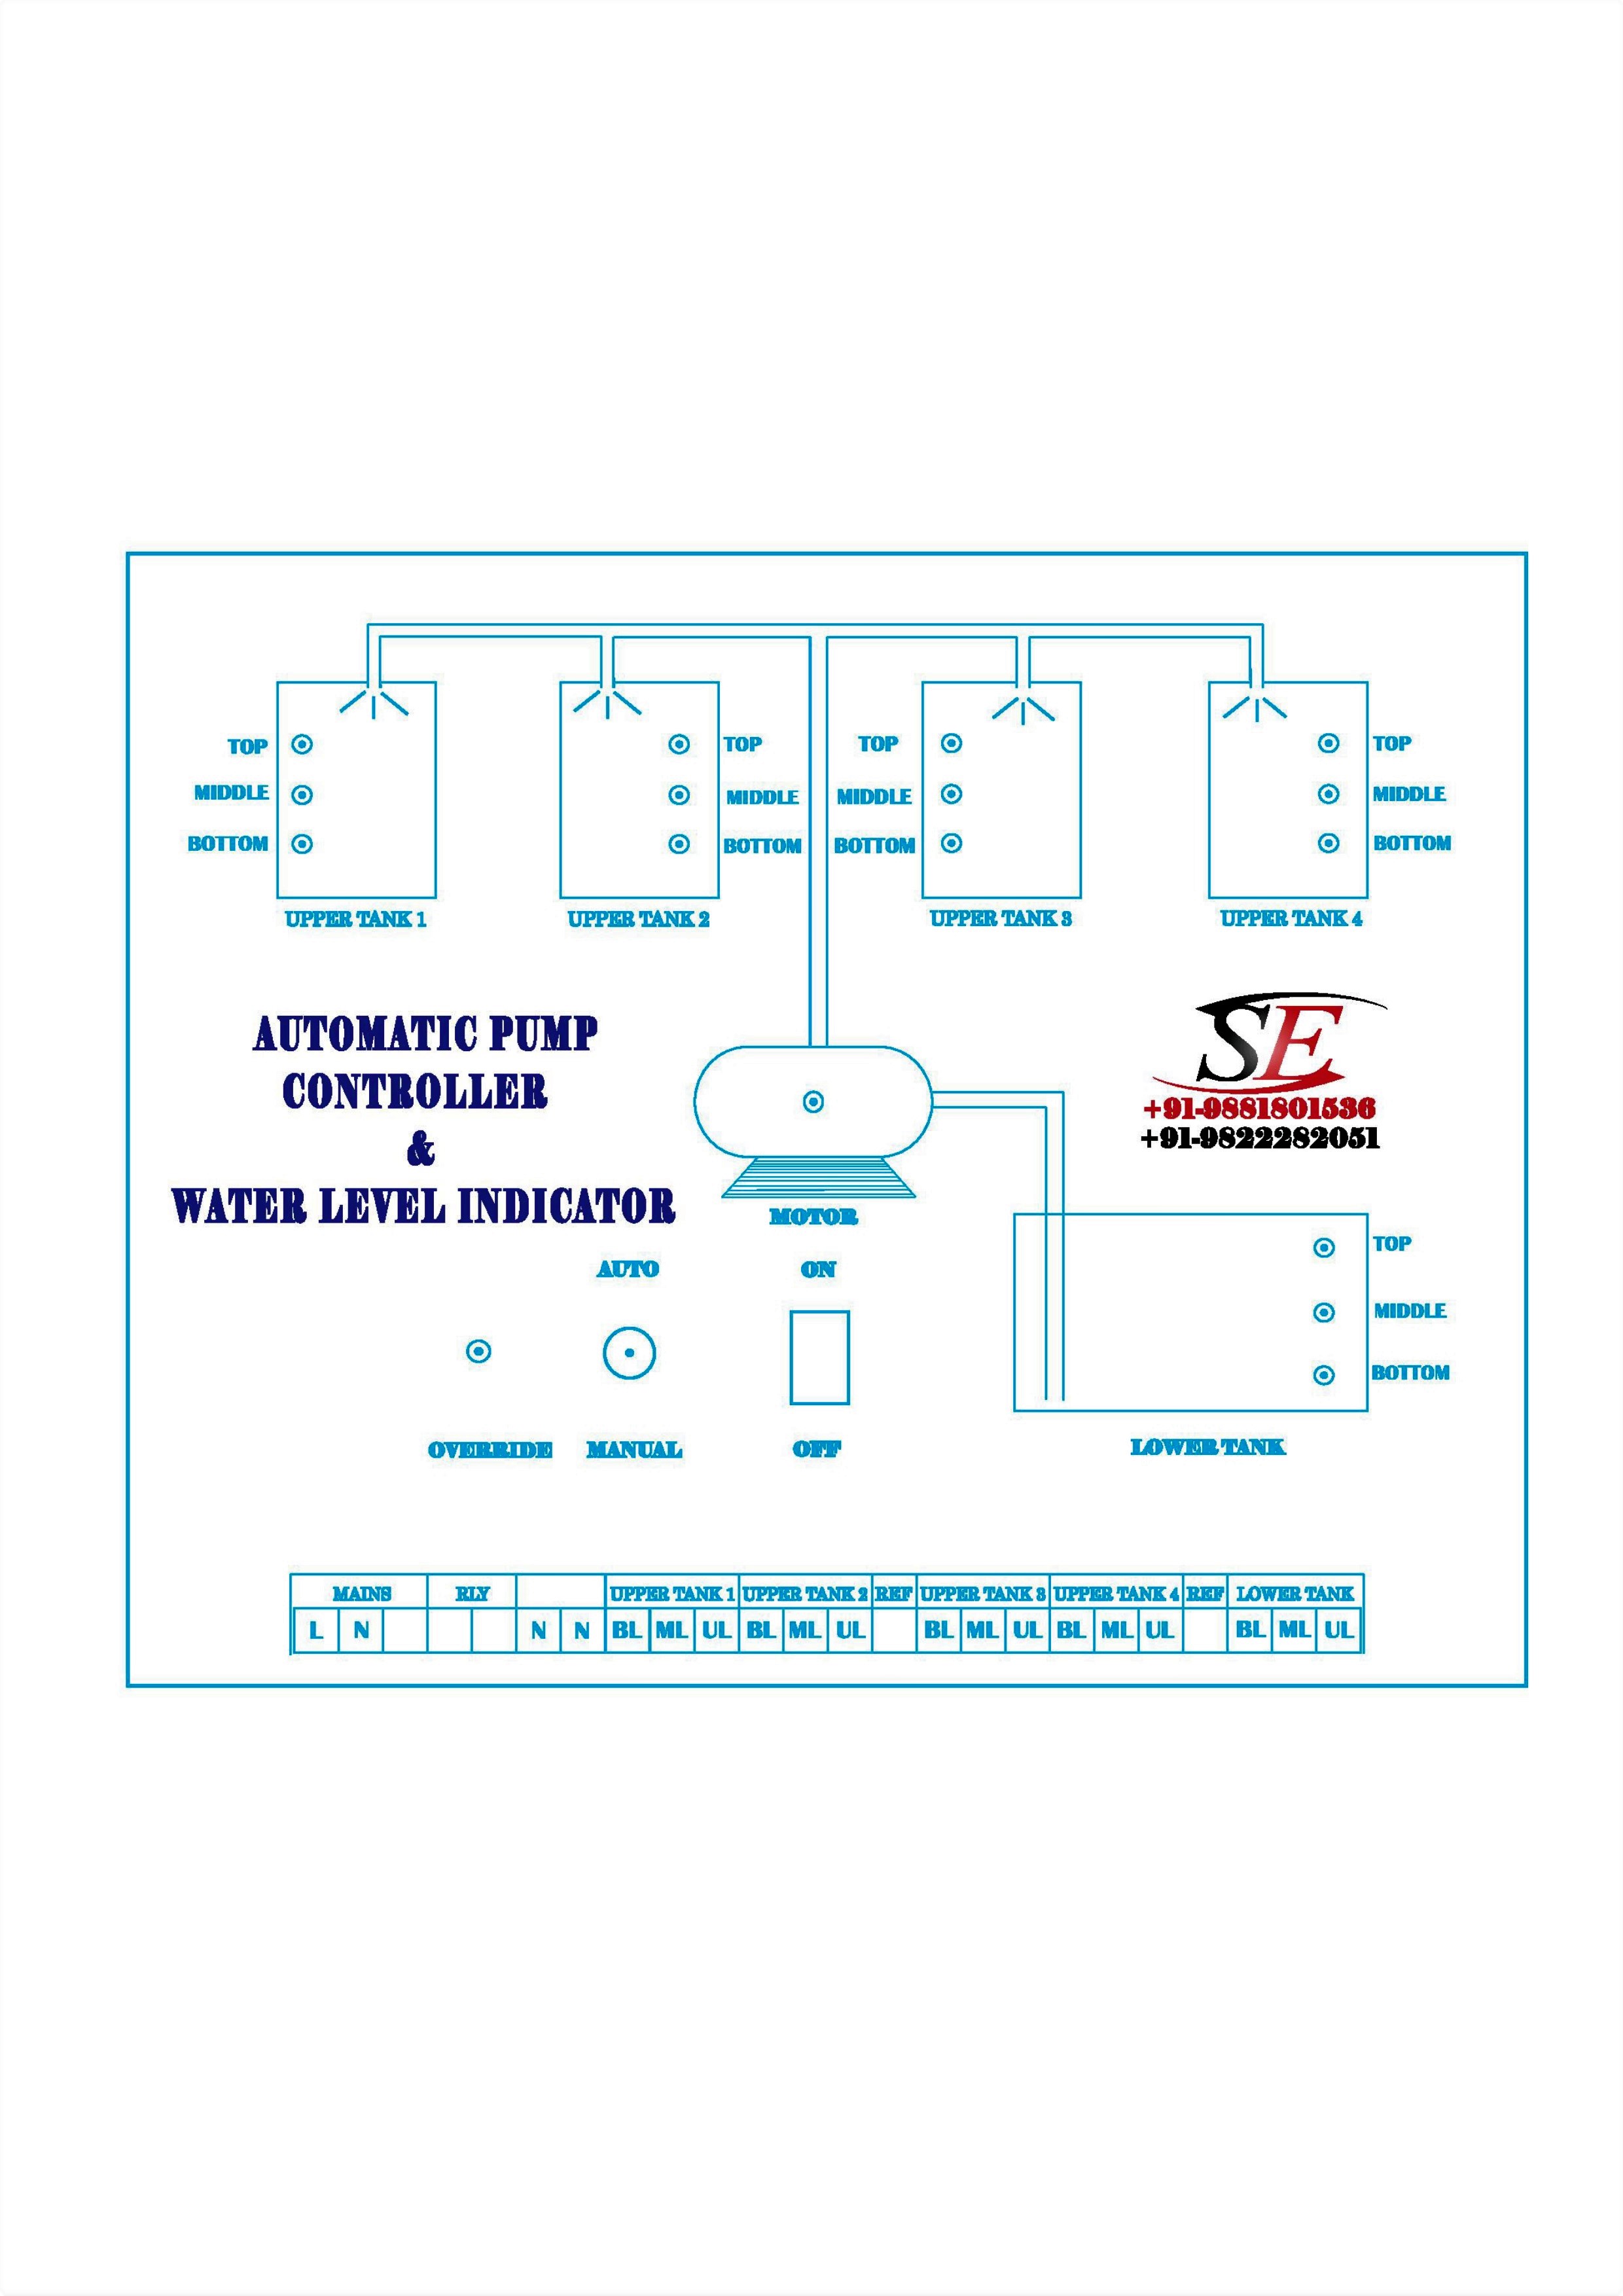 TOP TOP TOP TOP
MIDDLE MIDDLE MIDDLE MIDDLE
BOTTOM BOTTOM BOTTOM BOTTOM
UPPER TANK 1 UPPER TANK 2 UPPER TANK 3 UPPER TANK 4
AUTOMATIC PUMP
CONTROLLER
&
WATER LEVEL INDICATOR
SE
+91-9881801536
+91-9822282051
MOTOR
AUTO ON
OVERRIDE MANUAL OFF
TOP
MIDDLE
BOTTOM
LOWER TANK
MAINS RLY UPPER TANK 1 UPPER TANK 2 REF UPPER TANK 3 UPPER TANK 4 REF LOWER TANK
L N N N BL ML UL BL ML UL BL ML UL BL ML UL BL ML UL